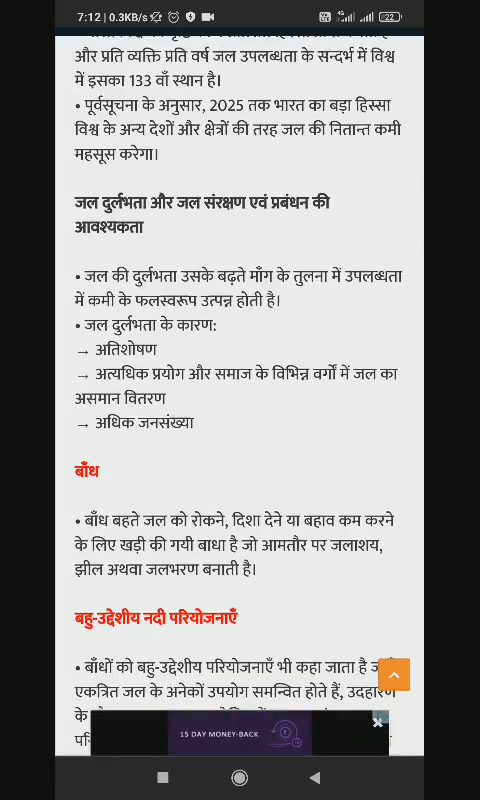 7:12 | 0.3KB/s
4G
22
और प्रति व्यक्ति प्रति वर्ष जल उपलब्धता के सन्दर्भ में विश्व
में इसका 133 वाँ स्थान है।
• पूर्वसूचना के अनुसार, 2025 तक भारत का बड़ा हिस्सा
विश्व के अन्य देशों और क्षेत्रों की तरह जल की नितान्त कमी
महसूस करेगा।
जल दुर्लभता और जल संरक्षण एवं प्रबंधन की
आवश्यकता
• जल की दुर्लभता उसके बढ़ते माँग के तुलना में उपलब्धता
में कमी के फलस्वरूप उत्पन्न होती है।
• जल दुर्लभता के कारण:
→ अतिशोषण
→ अत्यधिक प्रयोग और समाज के विभिन्न वर्गों में जल का
असमान वितरण
→ अधिक जनसंख्या
बाँध
• बाँध बहते जल को रोकने, दिशा देने या बहाव कम करने
के लिए खड़ी की गयी बाधा है जो आमतौर पर जलाशय,
झील अथवा जलभरण बनाती है।
बहु-उद्देशीय नदी परियोजनाएँ
• बाँधों को बहु-उद्देशीय परियोजनाएँ भी कहा जाता है
एकत्रित जल के अनेकों उपयोग समन्वित होते हैं, उदाहरण
के
15 DAY MONEY-BACK